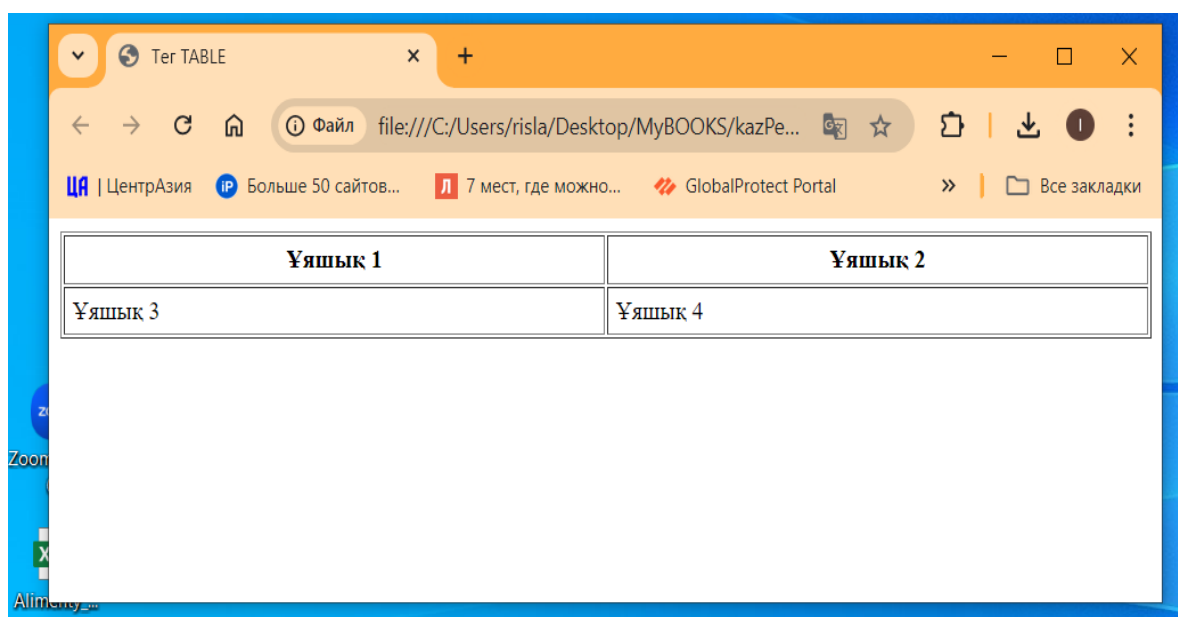 Тег TABLE
Файл file:///C:/Users/risla/Desktop/MyBOOKS/kazPe... I
ЦА | ЦентрАзия iP Больше 50 сайтов... Л 7 мест, где можно... GlobalProtect Portal » Все закладки
Ұяшық 1 Ұяшық 2
Ұяшық 3 Ұяшық 4
Zoom
Alimenty_...